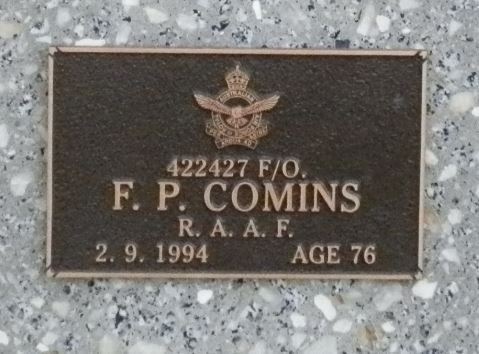 422427 F/O.
F. P. COMINS
R. A. A. F.
2. 9. 1994 AGE 76